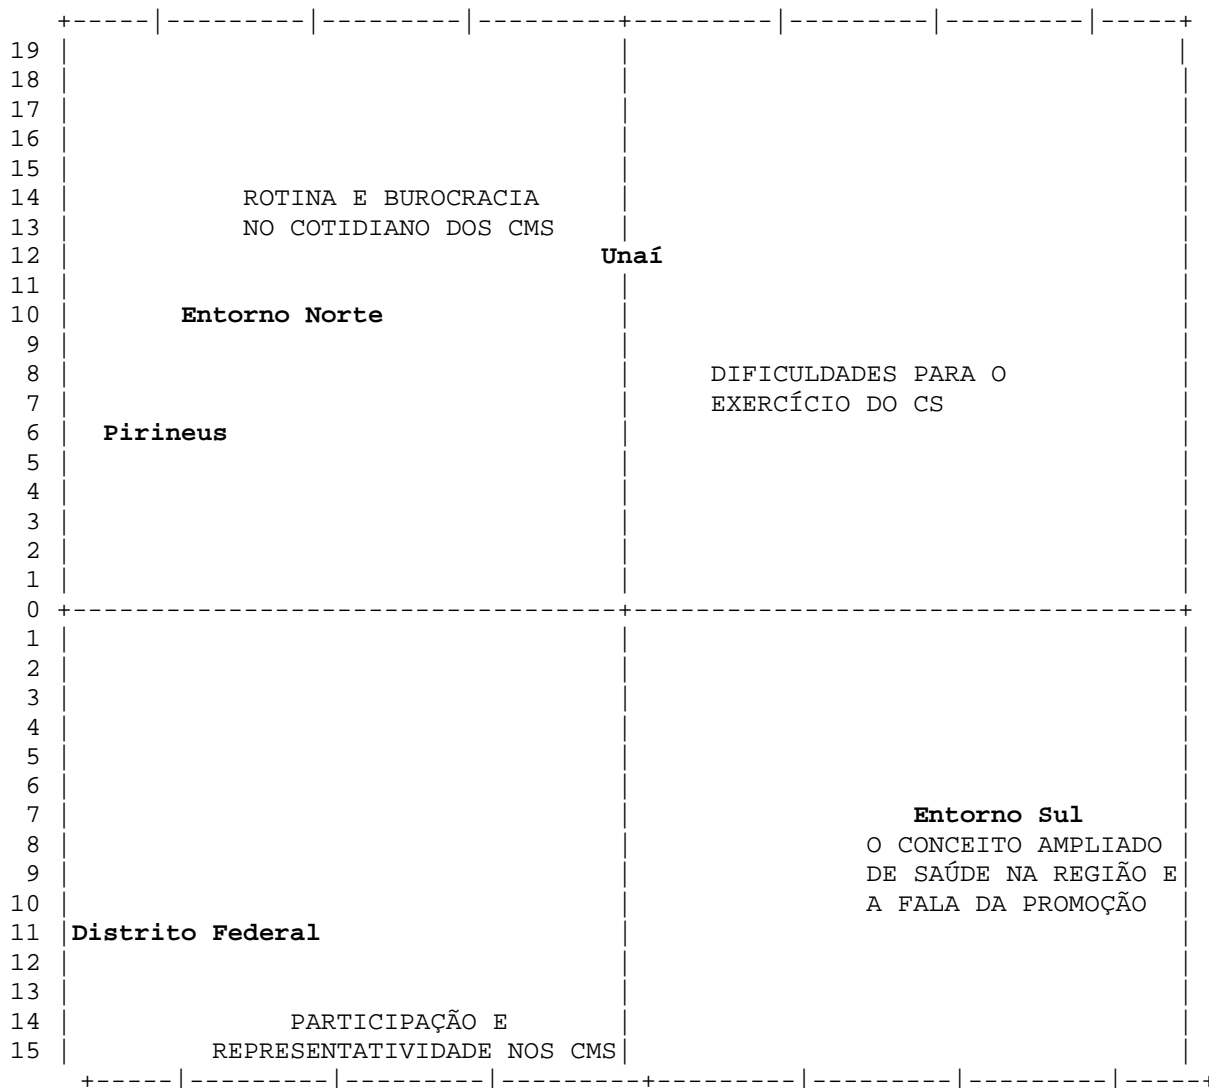 +-----|---------|---------|---------+---------|---------|---------|-----+
19 | | |
18 | | |
17 | | |
16 | | |
15 | | |
14 | ROTINA E BUROCRACIA | |
13 | NO COTIDIANO DOS CMS | |
12 | Unaí |
11 | | |
10 | Entorno Norte | |
9 | | |
8 | | DIFICULDADES PARA O |
7 | | EXERCÍCIO DO CS |
6 | Pirineus | |
5 | | |
4 | | |
3 | | |
2 | | |
1 | | |
0 +-----------------------------------+-----------------------------------+
1 | | |
2 | | |
3 | | |
4 | | |
5 | | |
6 | | |
7 | | Entorno Sul |
8 | | O CONCEITO AMPLIADO |
9 | | DE SAÚDE NA REGIÃO E|
10 | | A FALA DA PROMOÇÃO |
11 |Distrito Federal | |
12 | | |
13 | | |
14 | PARTICIPAÇÃO E | |
15 | REPRESENTATIVIDADE NOS CMS| |
+-----|---------|---------|---------+---------|---------|---------|-----+